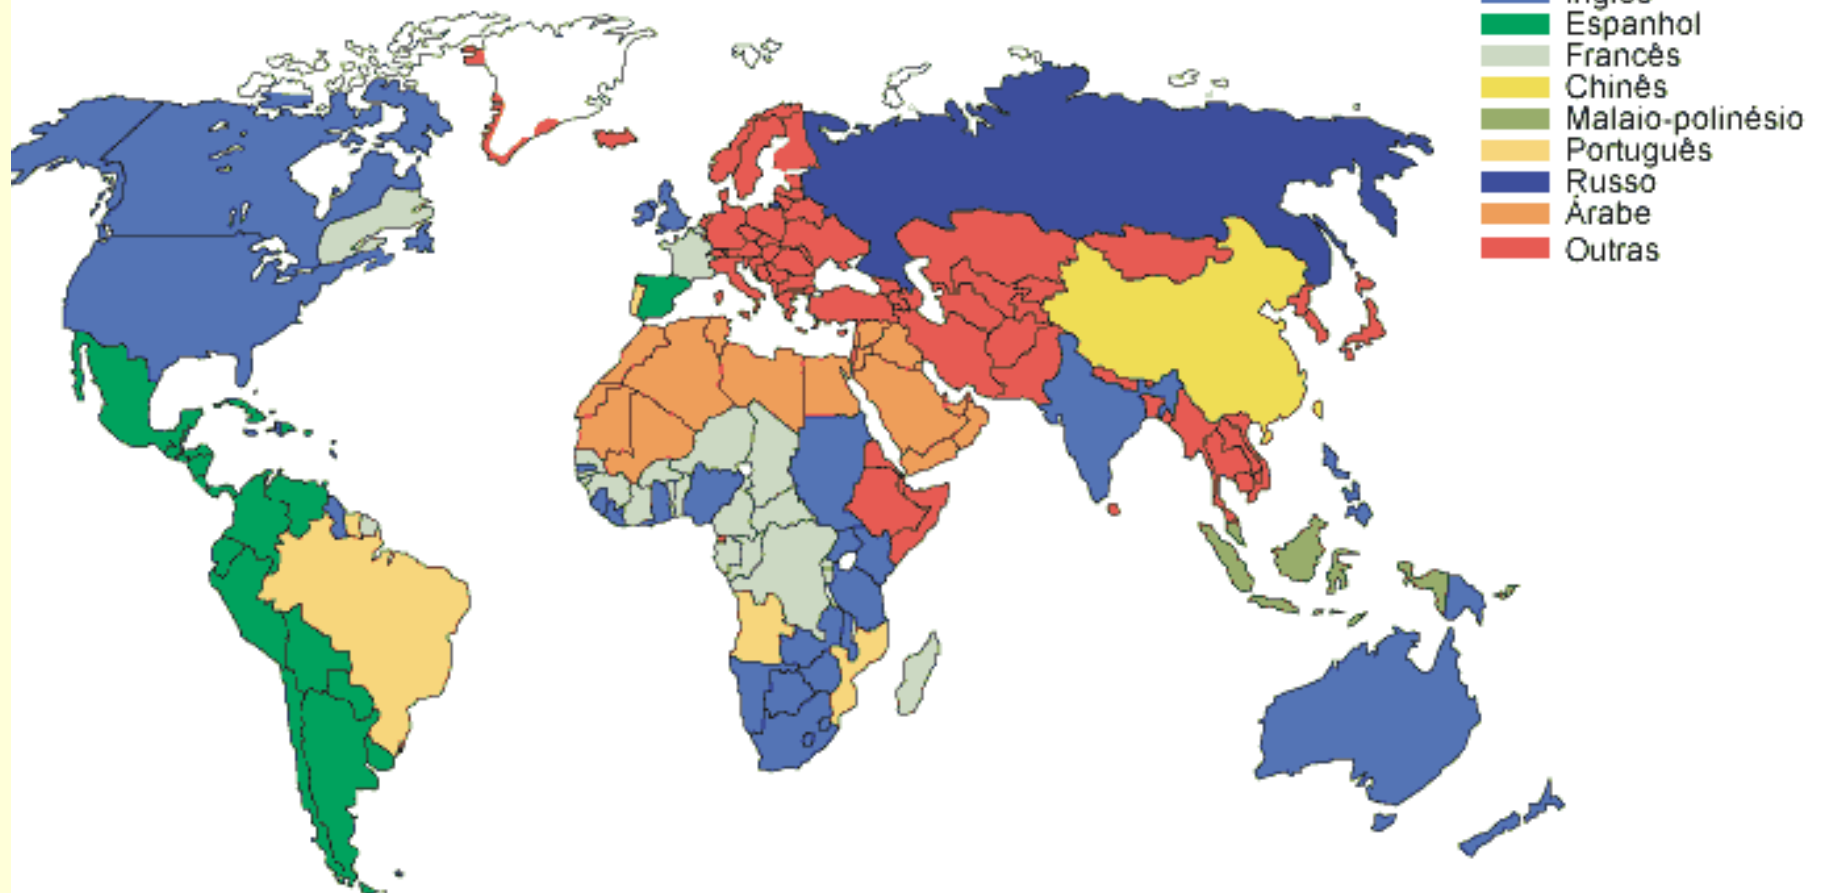 Espanhol
Francês
Chinês
Malaio-polinésio
Português
Russo
Árabe
Outras